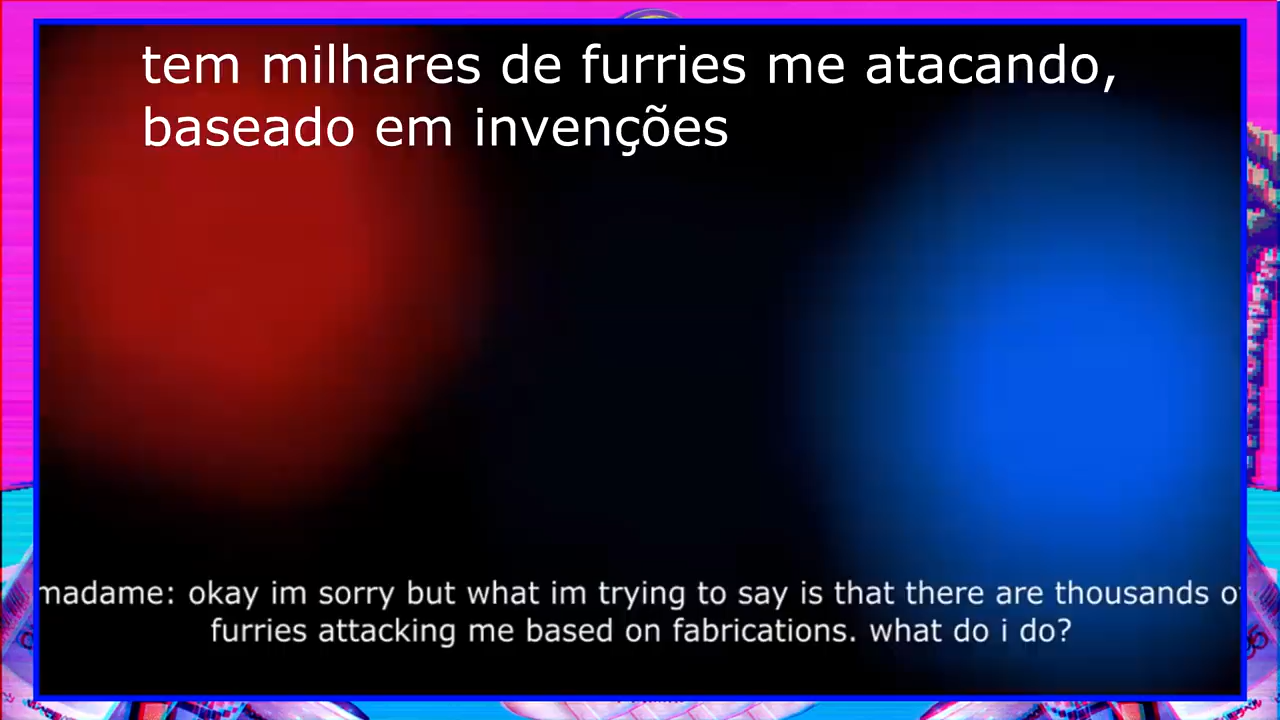 tem milhares de furries me atacando,
baseado em invenções
madame: okay im sorry but what im trying to say is that there are thousands of
furries attacking me based on fabrications. what do i do?